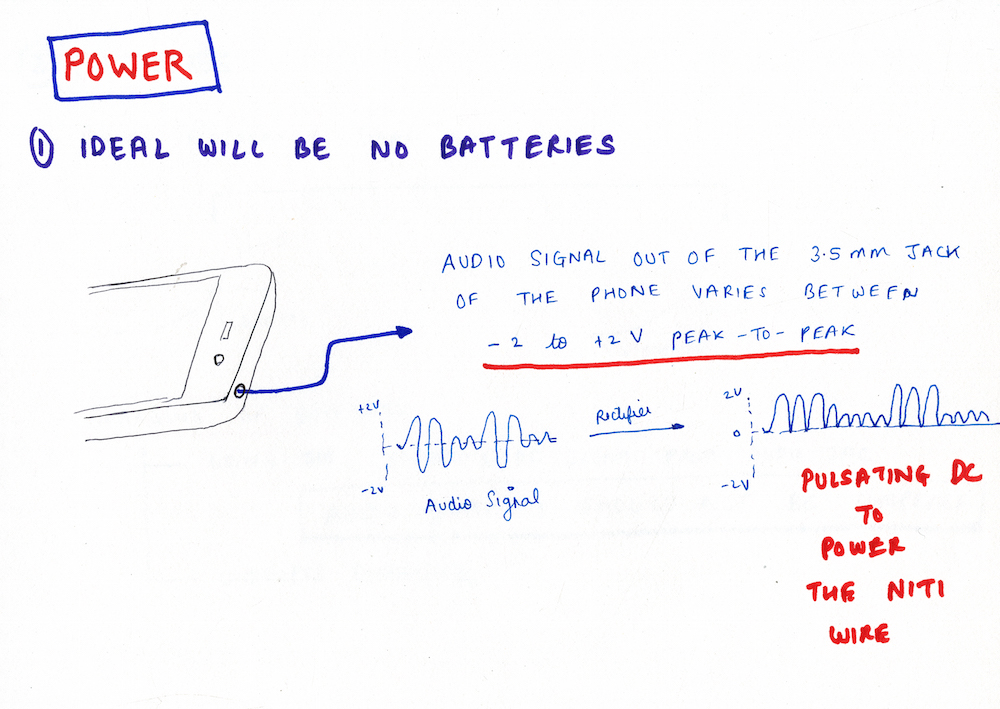 POWER
① IDEAL WILL BE NO BATTERIES
AUDIO SIGNAL OUT OF THE 3.5 mm JACK
OF THE PHONE VARIES BETWEEN
- 2 to +2 V PEAK -TO- PEAK
+2V
-2V
Audio Signal
Rectifier
2V
0
-2V
PULSATING DC
TO
POWER
THE NITI
WIRE